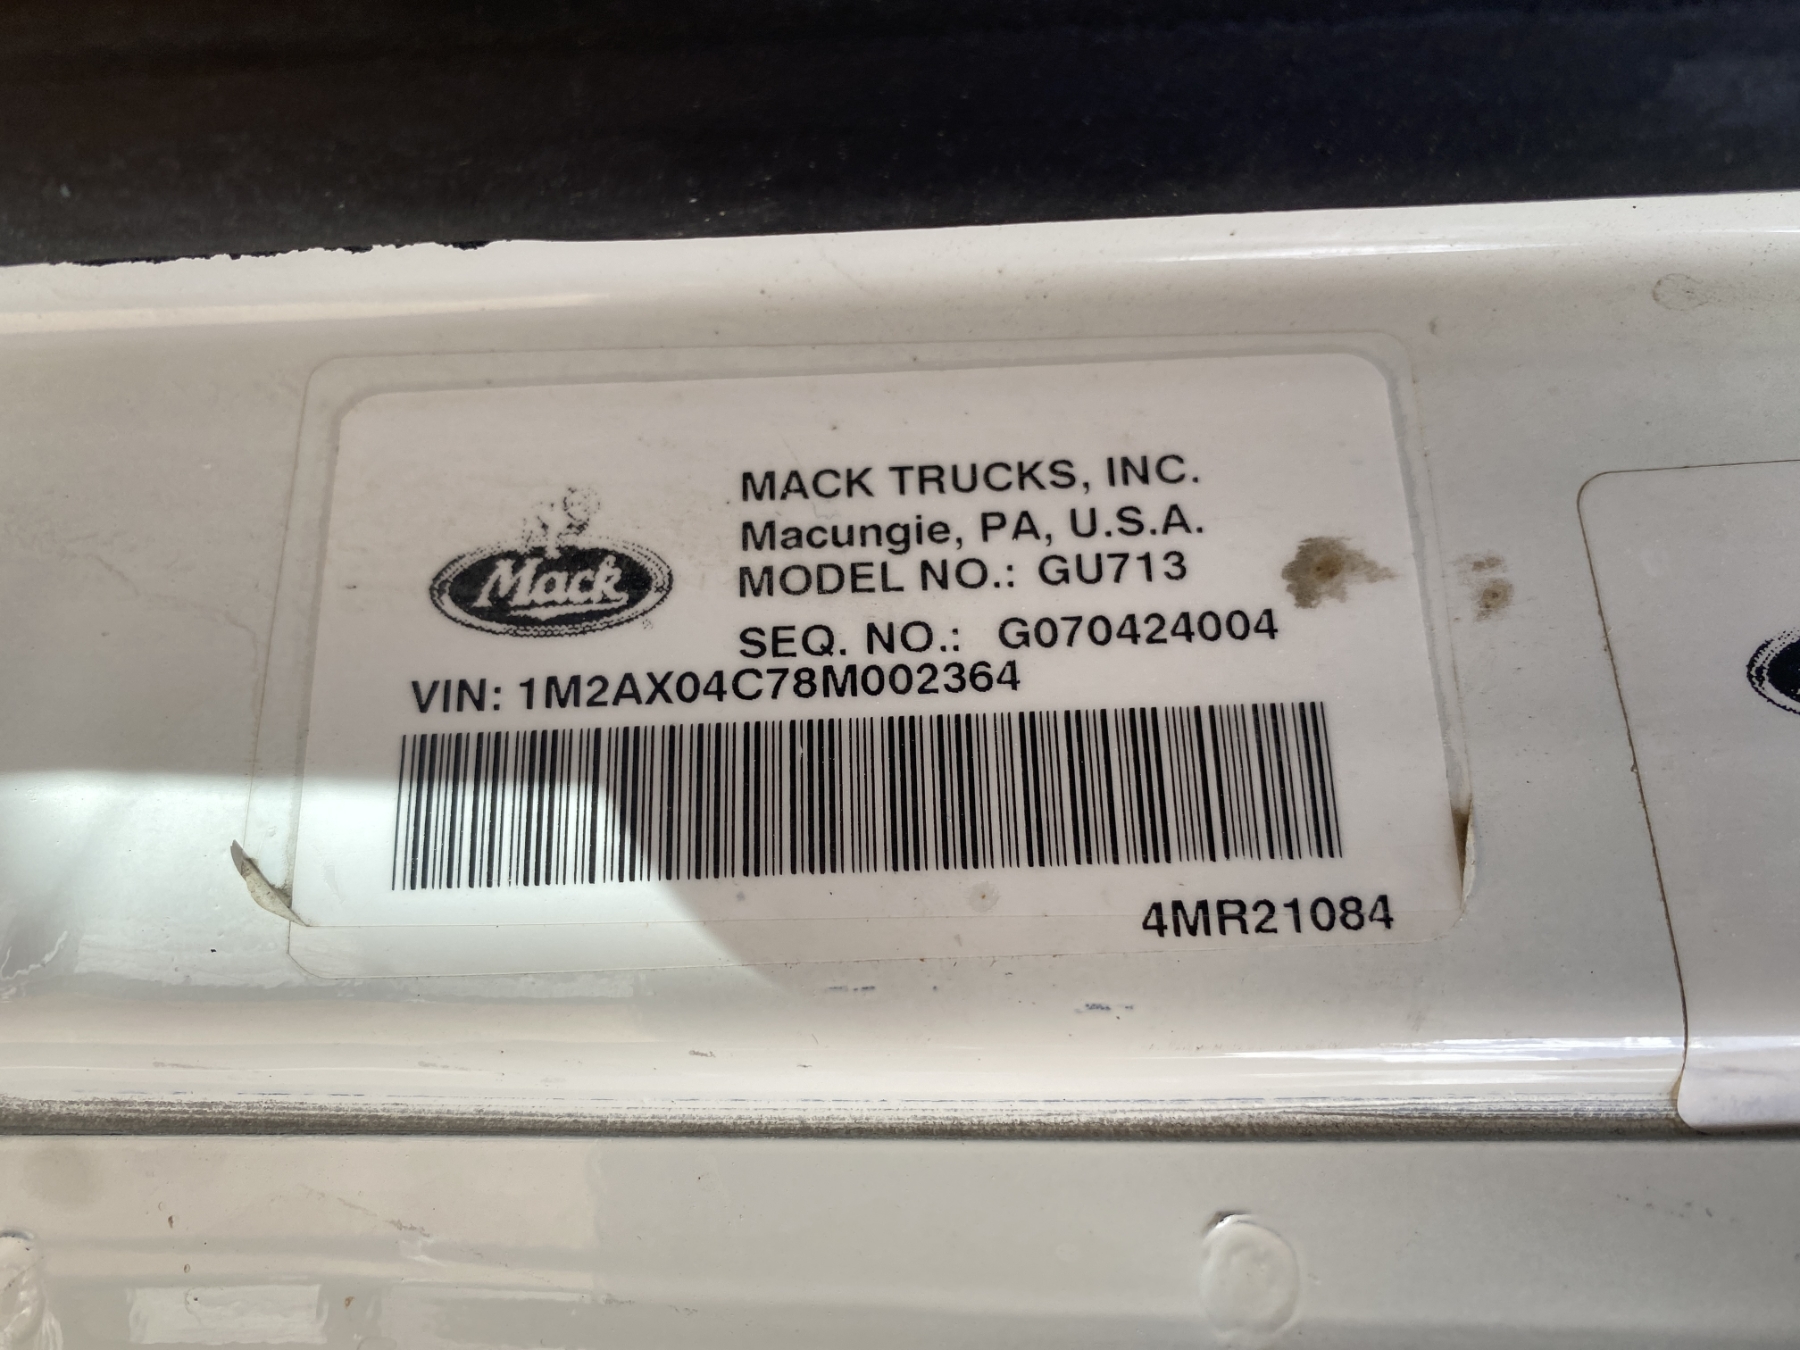 MACK TRUCKS, INC.
Macungie, PA, U.S.A.
Mack
MODEL NO.: GU713
SEQ. NO.: G070424004
VIN: 1M2AX04C78M002364
4MR21084